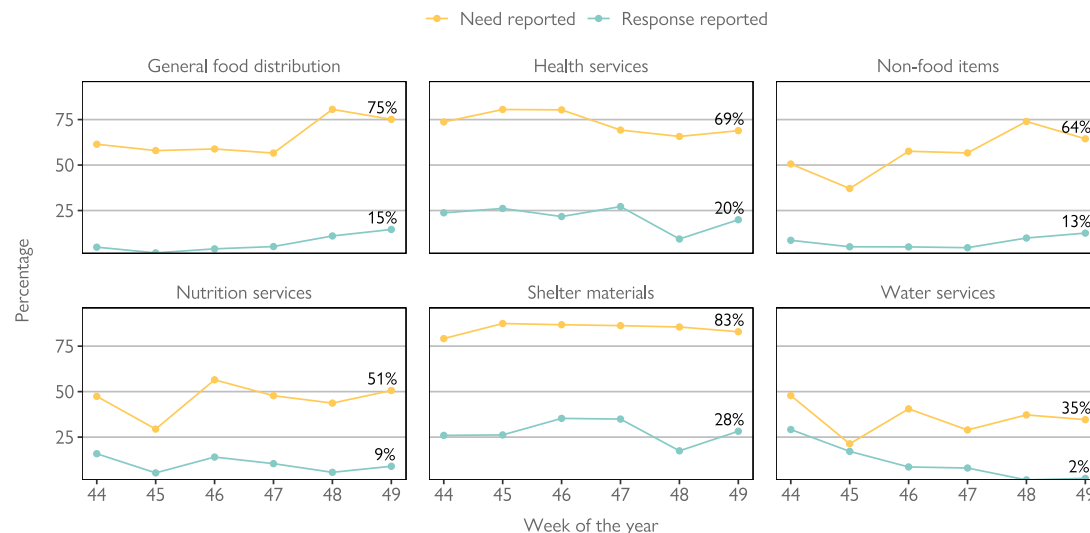 Need reported Response reported
General food distribution Health services Non-food items
75% 69% 64%
75
50
25
15% 20% 13%
Percentage
Nutrition services Shelter materials Water services
51% 83% 35%
75
50
25
9% 28% 2%
44 45 46 47 48 49 44 45 46 47 48 49 44 45 46 47 48 49
Week of the year